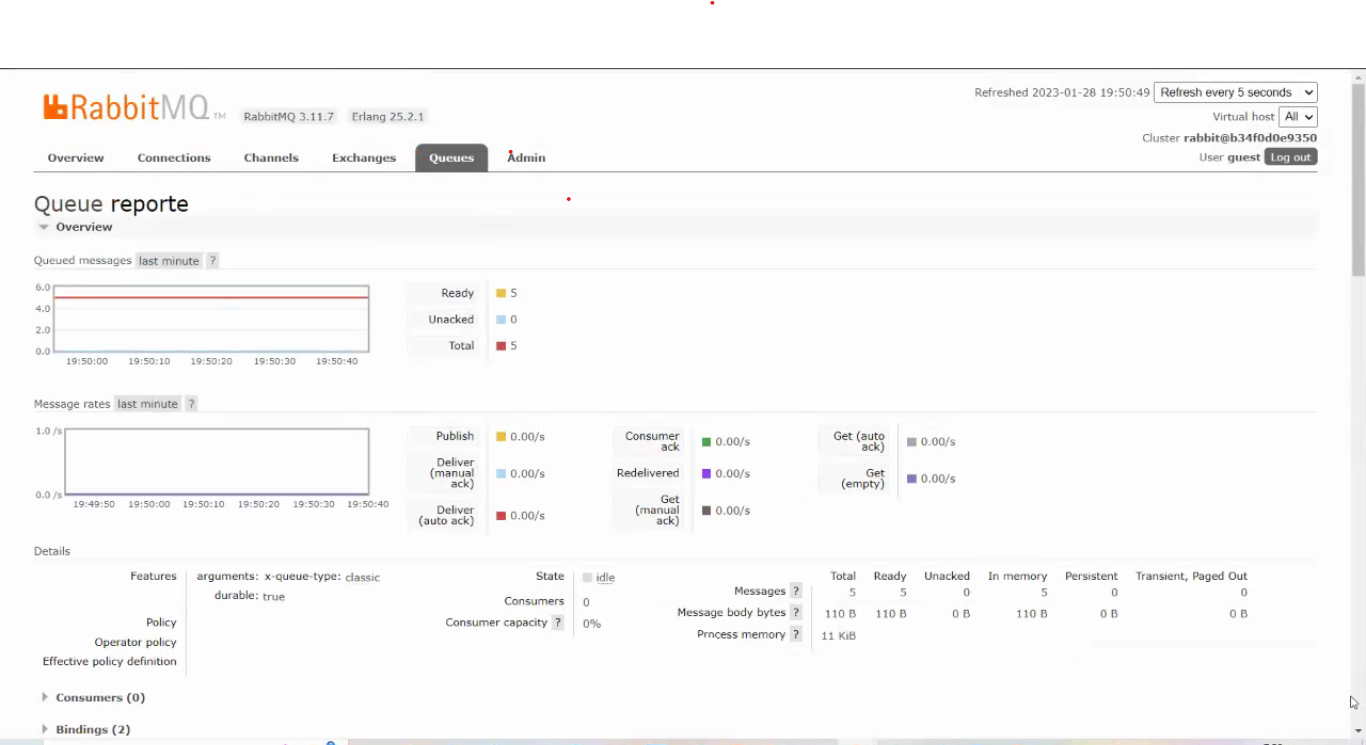 Refreshed 2023-01-28 19:50:49 Refresh every 5 seconds
RabbitMQ TM RabbitMQ 3.11.7 Erlang 25.2.1
Virtual host All
Cluster rabbit@b34f0d0e9350
User guest Log out
Overview Connections Channels Exchanges Queues Admin
Queue reporte
Overview
Queued messages last minute ?
6.0
4.0
2.0
0.0
19:50:00 19:50:10 19:50:20 19:50:30 19:50:40
Ready 5
Unacked 0
Total 5
Message rates last minute ?
1.0 /s
0.0 /s
19:49:50 19:50:00 19:50:10 19:50:20 19:50:30 19:50:40
Publish 0.00/s
Deliver (manual ack) 0.00/s
Deliver (auto ack) 0.00/s
Consumer ack 0.00/s
Redelivered 0.00/s
Get (manual ack) 0.00/s
Get (auto ack) 0.00/s
Get (empty) 0.00/s
Details
Features arguments: x-queue-type: classic
durable: true
Policy
Operator policy
Effective policy definition
State idle
Consumers 0
Consumer capacity ? 0%
Total Ready Unacked In memory Persistent Transient, Paged Out
Messages ? 5 5 0 5 0 0
Message body bytes ? 110 B 110 B 0 B 110 B 0 B 0 B
Process memory ? 11 KiB
Consumers (0)
Bindings (2)